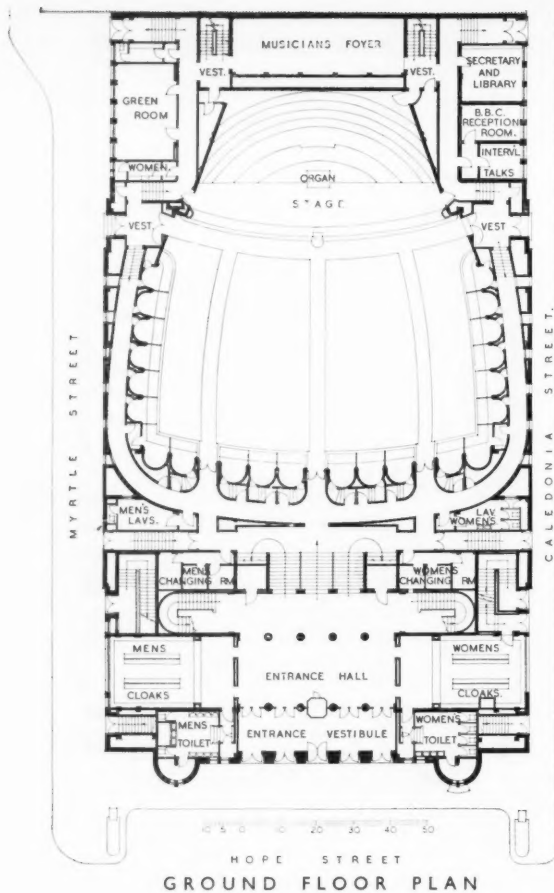 MUSICIANS FOYER
VEST.
VEST.
SECRETARY
AND
LIBRARY
GREEN
ROOM
B.B.C.
RECEPTION
ROOM.
INTERVL
TALKS
WOMEN.
ORGAN
STAGE
VEST
VEST
MYRTLE STREET
CALEDONIA STREET.
MEN'S
LAVS.
LAV
WOMENS
MENS
CHANGING RM
WOMENS
CHANGING RM
MENS
CLOAKS
WOMENS
CLOAKS
ENTRANCE HALL
MENS
TOILET
WOMENS
TOILET
ENTRANCE VESTIBULE
10 5 0 10 20 30 40 50
HOPE STREET
GROUND FLOOR PLAN